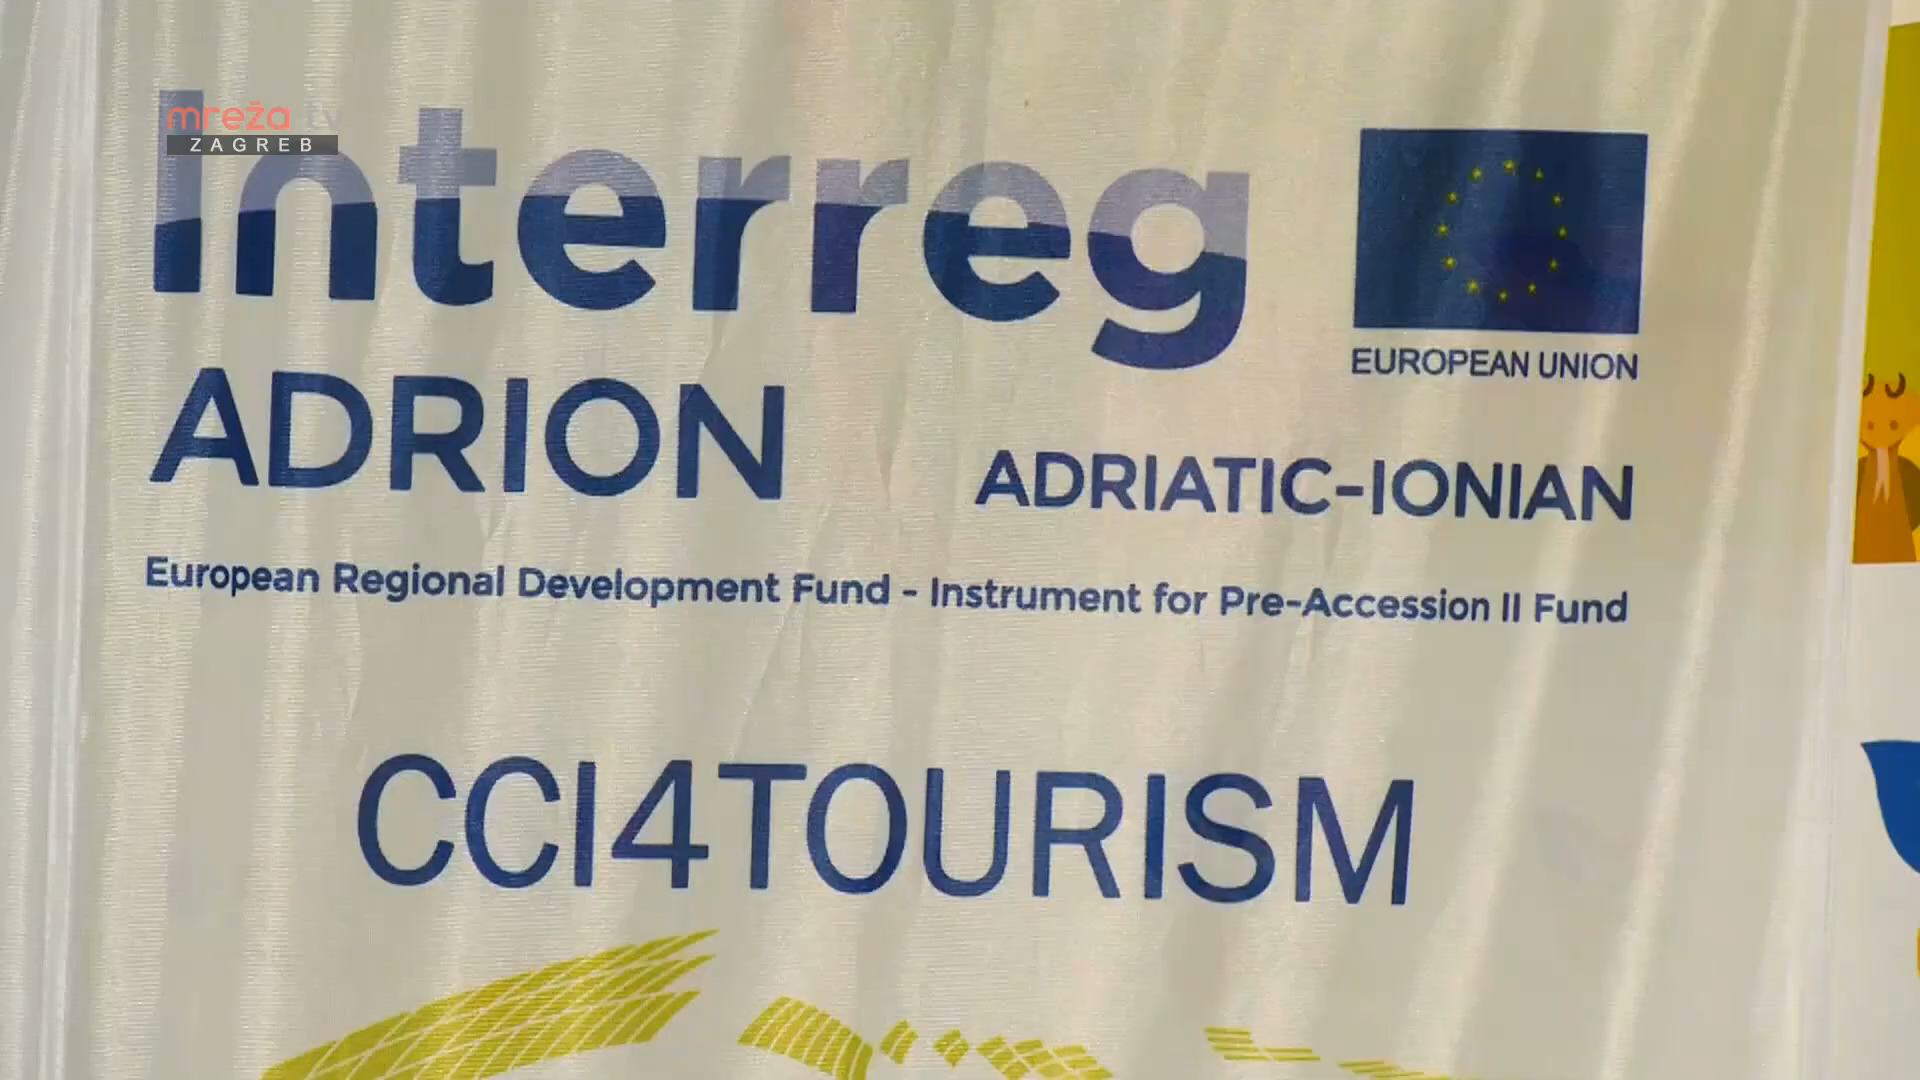 mreža tv
ZAGREB
Interreg
EUROPEAN UNION
ADRION
ADRIATIC-IONIAN
European Regional Development Fund - Instrument for Pre-Accession II Fund
CCI4TOURISM